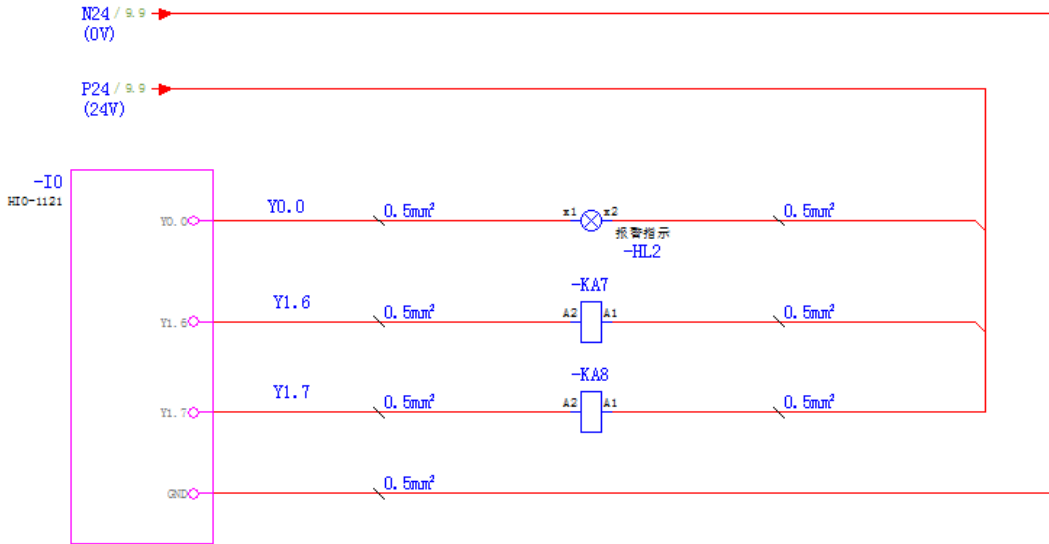 N24 / 9.9
(0V)
P24 / 9.9
(24V)
-IO
HIO-1121
Y0.0
Y0.0
0.5mm²
x1
x2
0.5mm²
报警指示
-HL2
-KA7
Y1.6
Y1.6
0.5mm²
A2
A1
0.5mm²
-KA8
Y1.7
Y1.7
0.5mm²
A2
A1
0.5mm²
GND
0.5mm²